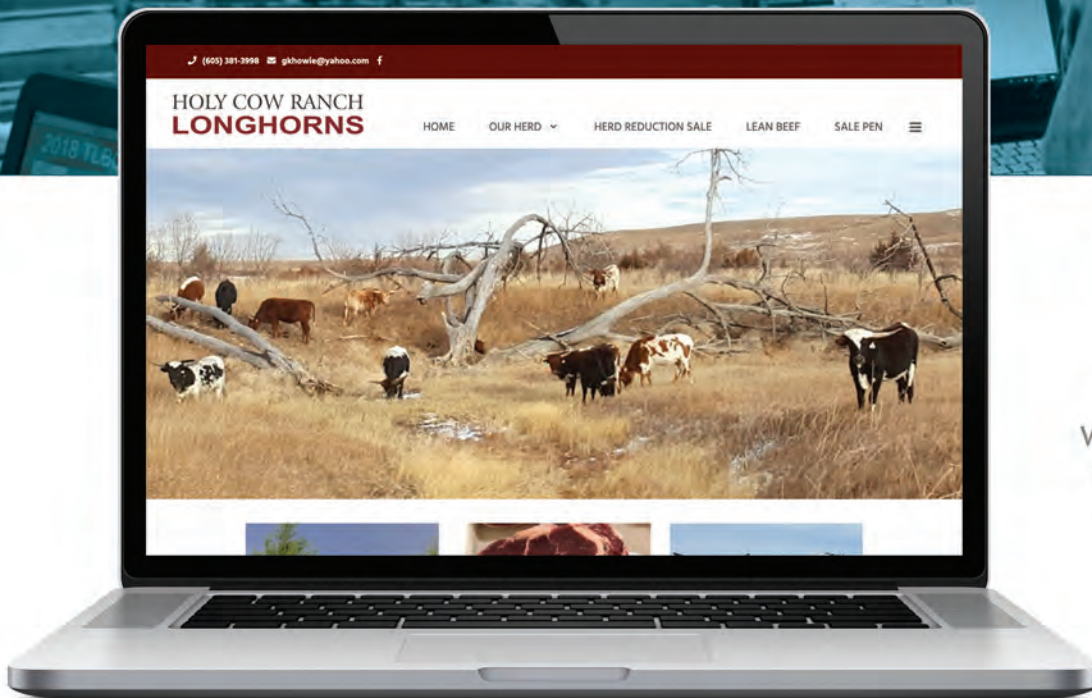 2018 TLB
(605) 381-3998 gkhowie@yahoo.com f
HOLY COW RANCH
LONGHORNS
HOME OUR HERD HERD REDUCTION SALE LEAN BEEF SALE PEN